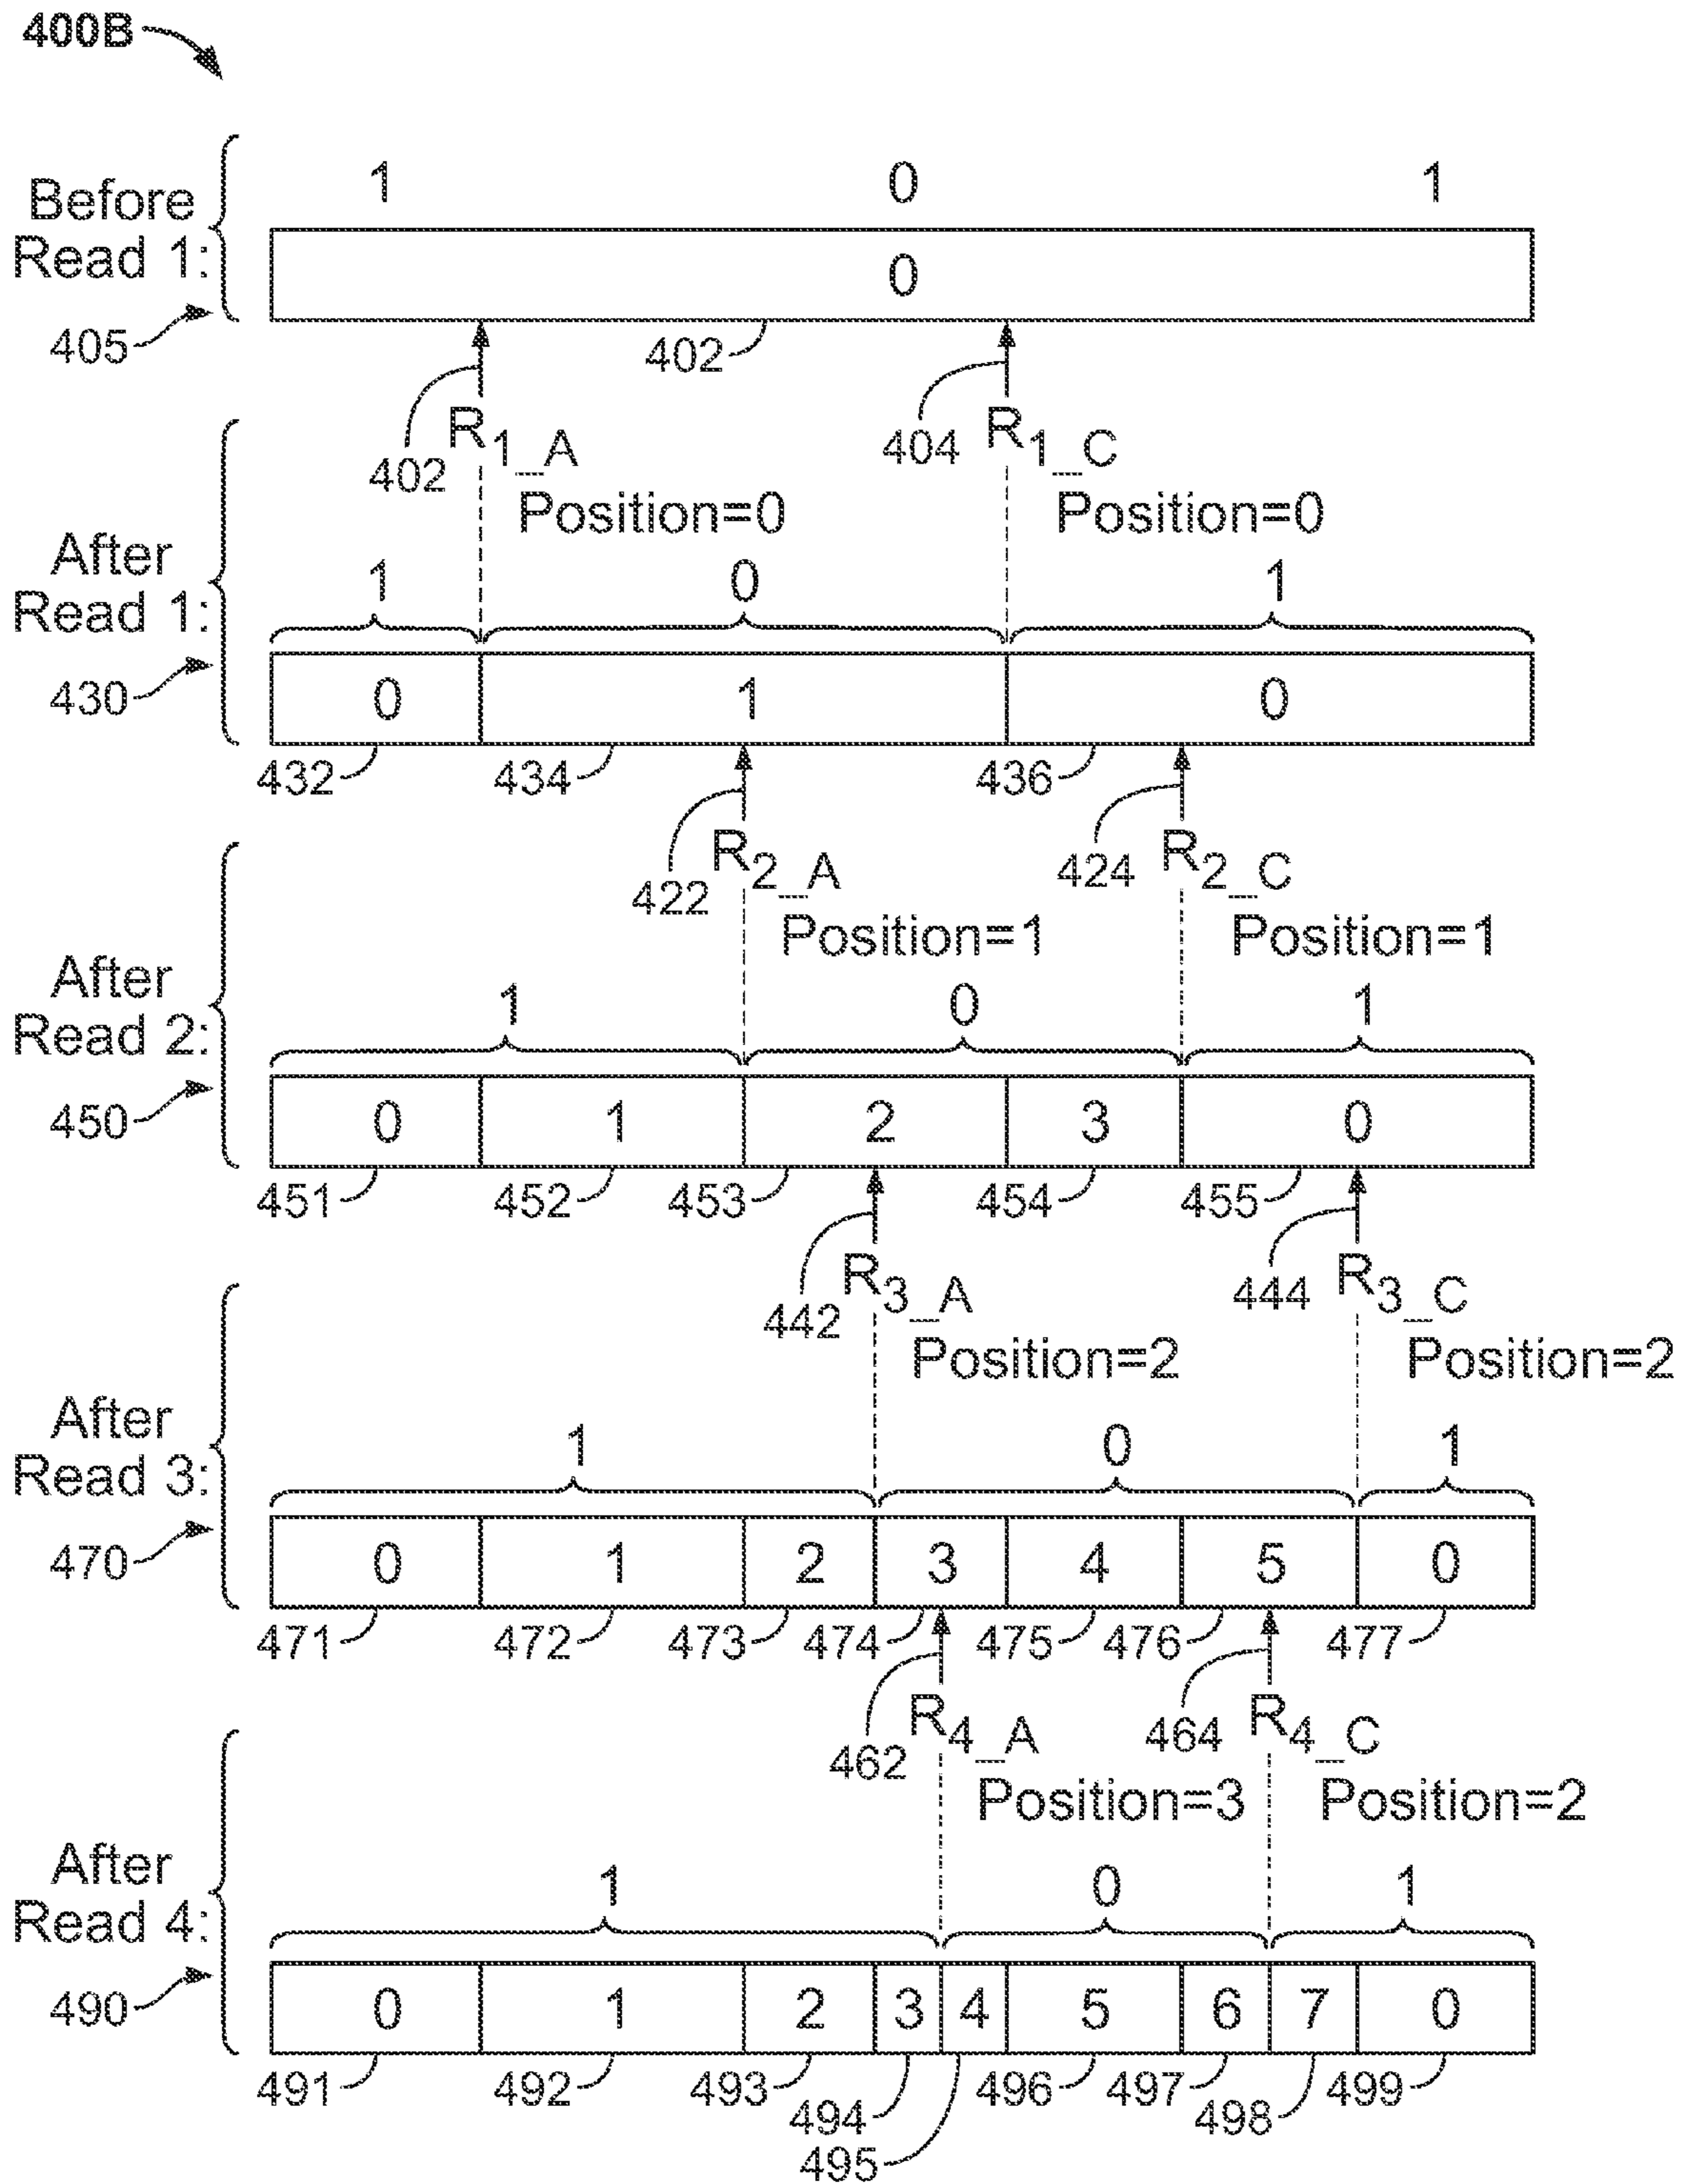 400B
1 0 1
Before
Read 1:
0
405
402
402
R1_A
404
R1_C
Position=0
Position=0
After
Read 1:
1 0 1
0 1 0
430
432
434
436
422
R2_A
424
R2_C
Position=1
Position=1
After
Read 2:
1 0 1
0 1 2 3 0
450
451
452
453
454
455
442
R3_A
444
R3_C
Position=2
Position=2
After
Read 3:
1 0 1
0 1 2 3 4 5 0
470
471
472
473
474
475
476
477
462
R4_A
464
R4_C
Position=3
Position=2
After
Read 4:
1 0 1
0 1 2 3 4 5 6 7 0
490
491
492
493
494
495
496
497
498
499